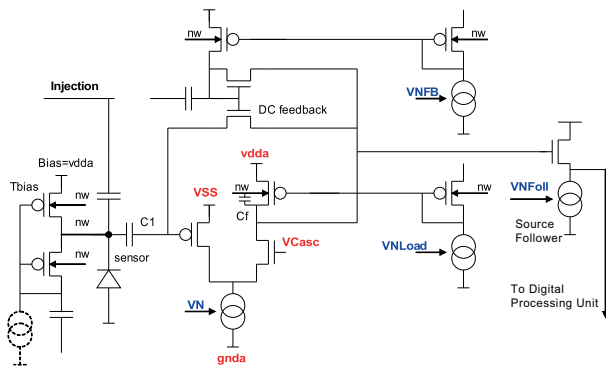 nw
nw
Injection
VNFB
DC feedback
Bias=vdda
vdda
Tbias
nw
VSS
nw
nw
VNFoll
nw
C1
Cf
VCasc
Source
Follower
nw
sensor
VNLoad
To Digital
Processing Unit
VN
gnda